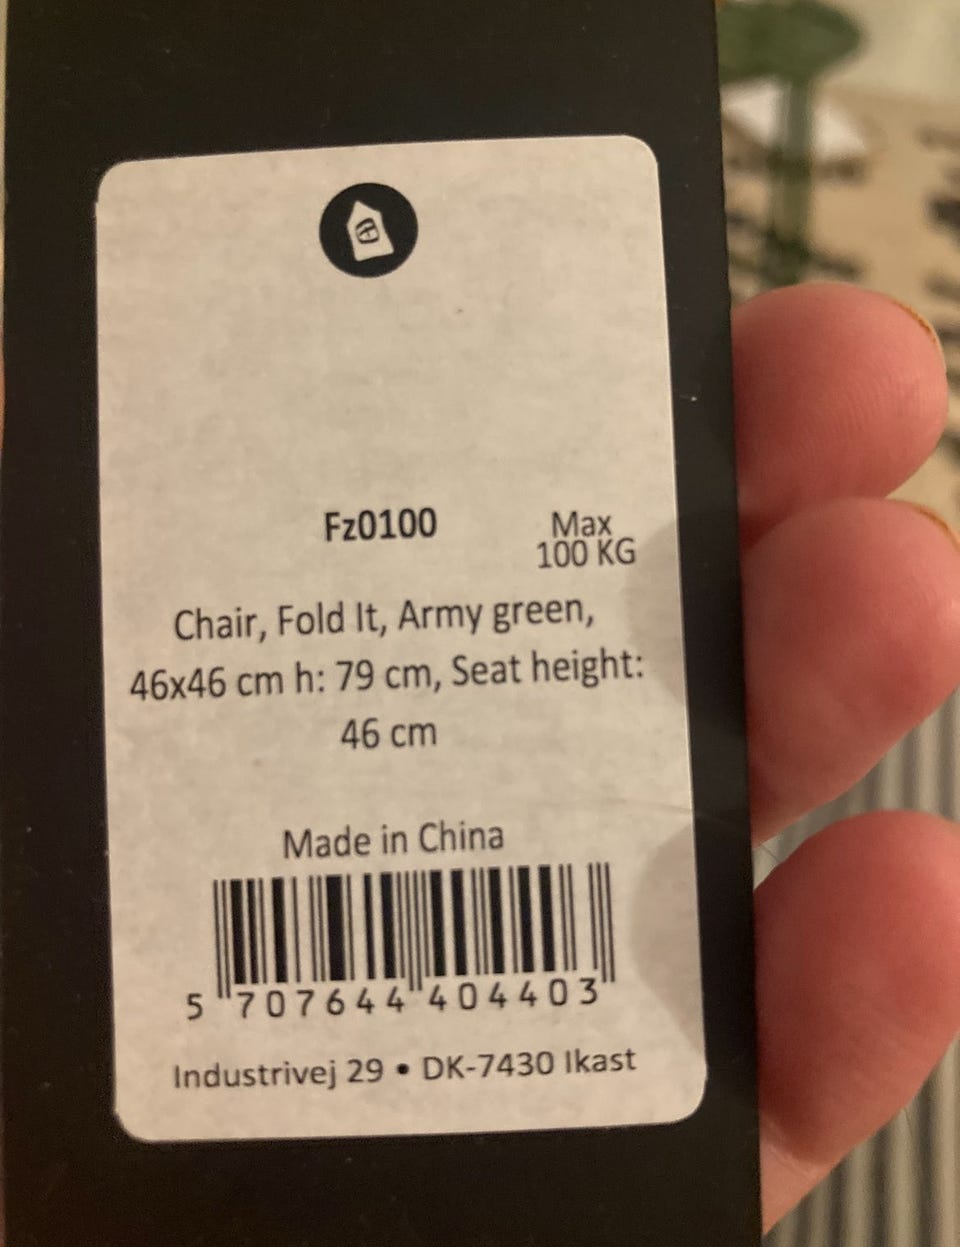 Fz0100
Max
100 KG
Chair, Fold It, Army green,
46x46 cm h: 79 cm, Seat height:
46 cm
Made in China
5 707644 404403
Industrivej 29 • DK-7430 Ikast